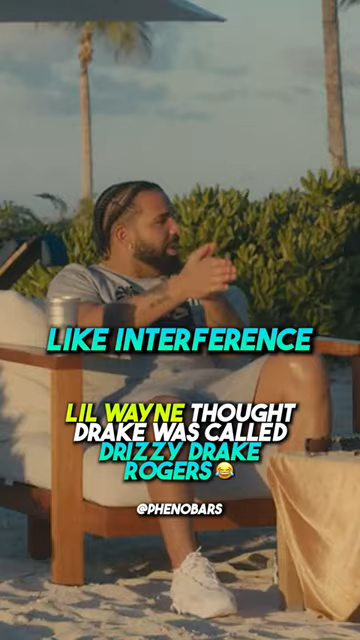 LIKE INTERFERENCE
LIL WAYNE THOUGHT
DRAKE WAS CALLED
DRIZZY DRAKE
ROGERS😂
@PHENOBARS